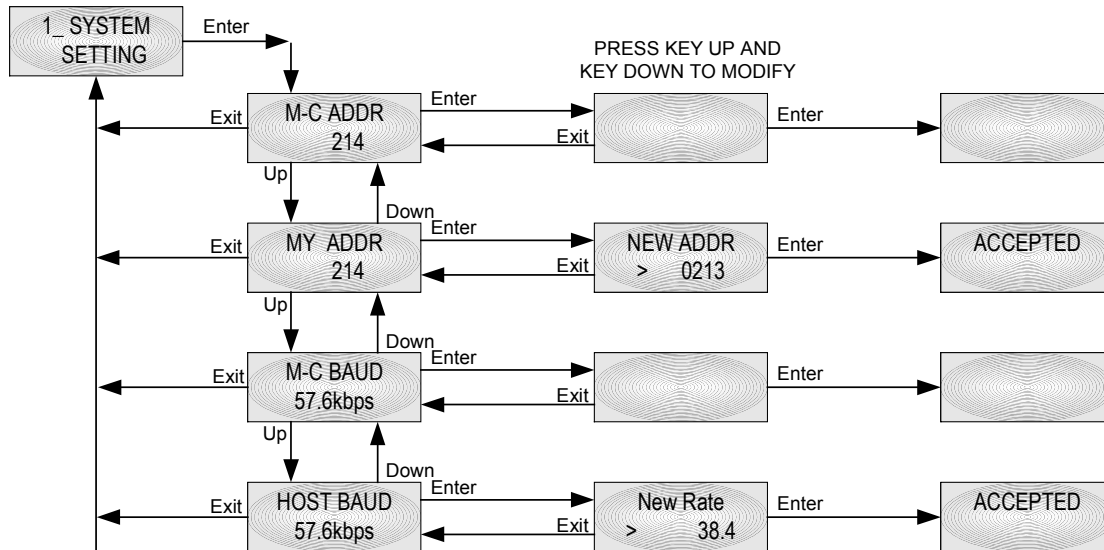 1_ SYSTEM
SETTING
Enter
PRESS KEY UP AND
KEY DOWN TO MODIFY
M-C ADDR
214
Exit
Enter
Exit
Enter
Up
Down
MY ADDR
214
Exit
Enter
Exit
NEW ADDR
> 0213
Enter
ACCEPTED
Up
Down
M-C BAUD
57.6kbps
Exit
Enter
Exit
Enter
Up
Down
HOST BAUD
57.6kbps
Exit
Enter
Exit
New Rate
> 38.4
Enter
ACCEPTED